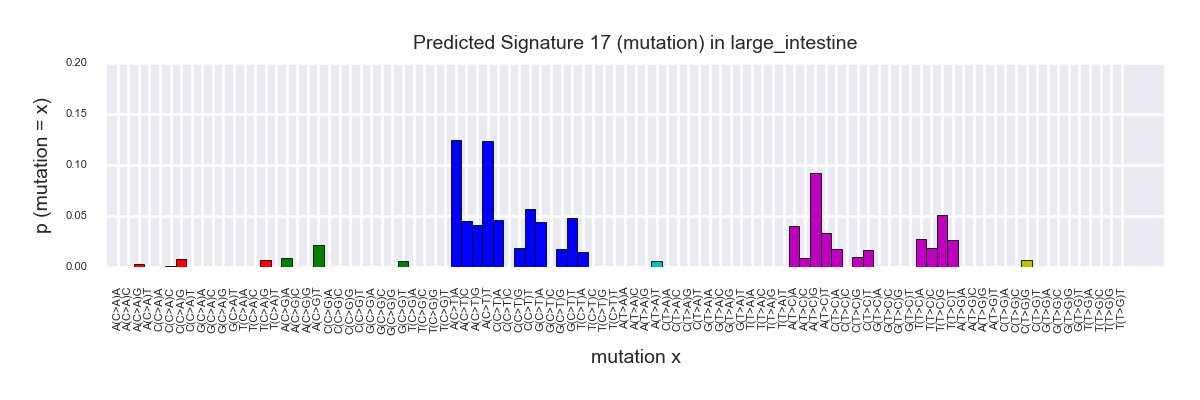 Predicted Signature 17 (mutation) in large_intestine
p (mutation = x)
0.20
0.15
0.10
0.05
0.00
A(C>A)A
A(C>A)C
A(C>A)G
A(C>A)T
C(C>A)A
C(C>A)C
C(C>A)G
C(C>A)T
G(C>A)A
G(C>A)C
G(C>A)G
G(C>A)T
T(C>A)A
T(C>A)C
T(C>A)G
T(C>A)T
A(C>G)A
A(C>G)C
A(C>G)G
A(C>G)T
C(C>G)A
C(C>G)C
C(C>G)G
C(C>G)T
G(C>G)A
G(C>G)C
G(C>G)G
G(C>G)T
T(C>G)A
T(C>G)C
T(C>G)G
T(C>G)T
A(C>T)A
A(C>T)C
A(C>T)G
A(C>T)T
C(C>T)A
C(C>T)C
C(C>T)G
C(C>T)T
G(C>T)A
G(C>T)C
G(C>T)G
G(C>T)T
T(C>T)A
T(C>T)C
T(C>T)G
T(C>T)T
A(T>A)A
A(T>A)C
A(T>A)G
A(T>A)T
C(T>A)A
C(T>A)C
C(T>A)G
C(T>A)T
G(T>A)A
G(T>A)C
G(T>A)G
G(T>A)T
T(T>A)A
T(T>A)C
T(T>A)G
T(T>A)T
A(T>C)A
A(T>C)C
A(T>C)G
A(T>C)T
C(T>C)A
C(T>C)C
C(T>C)G
C(T>C)T
G(T>C)A
G(T>C)C
G(T>C)G
G(T>C)T
T(T>C)A
T(T>C)C
T(T>C)G
T(T>C)T
A(T>G)A
A(T>G)C
A(T>G)G
A(T>G)T
C(T>G)A
C(T>G)C
C(T>G)G
C(T>G)T
G(T>G)A
G(T>G)C
G(T>G)G
G(T>G)T
T(T>G)A
T(T>G)C
T(T>G)G
T(T>G)T
mutation x